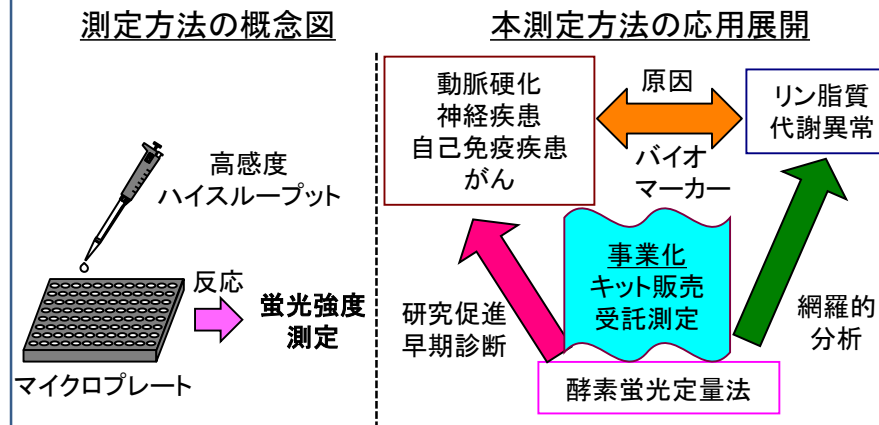 測定方法の概念図
高感度
ハイスループット
反応
蛍光強度
測定
マイクロプレート
本測定方法の応用展開
動脈硬化
神経疾患
自己免疫疾患
がん
原因
バイオ
マーカー
リン脂質
代謝異常
事業化
キット販売
受託測定
研究促進
早期診断
網羅的
分析
酵素蛍光定量法